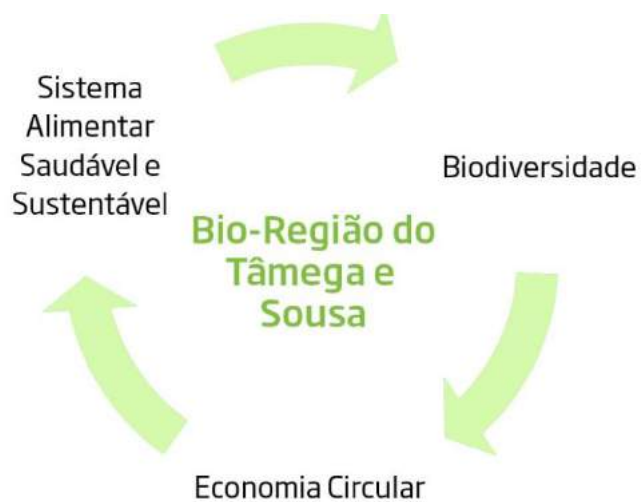 Sistema
Alimentar
Saudável e
Sustentável
Biodiversidade
Bio-Região do
Tâmega e
Sousa
Economia Circular